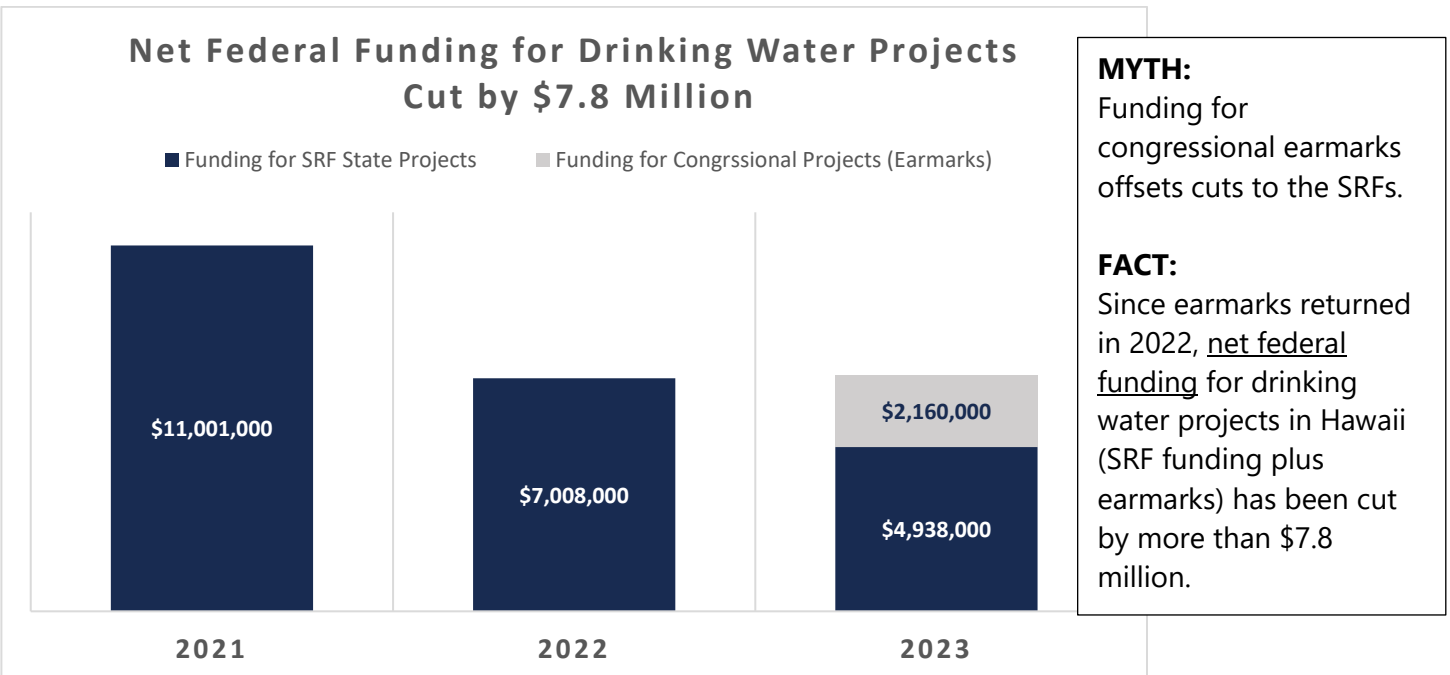 Net Federal Funding for Drinking Water Projects
Cut by $7.8 Million
Funding for SRF State Projects
Funding for Congrssional Projects (Earmarks)
$11,001,000
$7,008,000
$2,160,000
$4,938,000
2021
2022
2023
MYTH:
Funding for
congressional earmarks
offsets cuts to the SRFs.
FACT:
Since earmarks returned
in 2022, net federal
funding for drinking
water projects in Hawaii
(SRF funding plus
earmarks) has been cut
by more than $7.8
million.